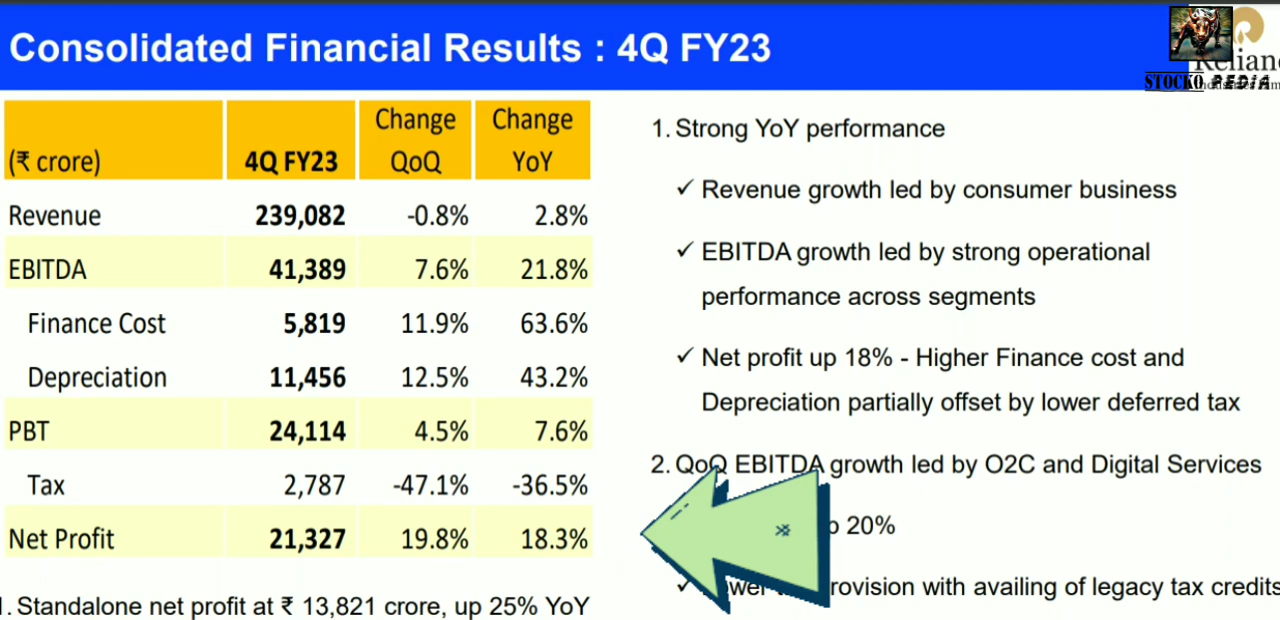 Consolidated Financial Results : 4Q FY23
STOCKO PEDIA
(₹ crore) 4Q FY23 Change QoQ Change YoY
Revenue 239,082 -0.8% 2.8%
EBITDA 41,389 7.6% 21.8%
Finance Cost 5,819 11.9% 63.6%
Depreciation 11,456 12.5% 43.2%
PBT 24,114 4.5% 7.6%
Tax 2,787 -47.1% -36.5%
Net Profit 21,327 19.8% 18.3%
1. Standalone net profit at ₹ 13,821 crore, up 25% YoY
1. Strong YoY performance
✓ Revenue growth led by consumer business
✓ EBITDA growth led by strong operational
performance across segments
✓ Net profit up 18% - Higher Finance cost and
Depreciation partially offset by lower deferred tax
2. QoQ EBITDA growth led by O2C and Digital Services
20%
with availing of legacy tax credits